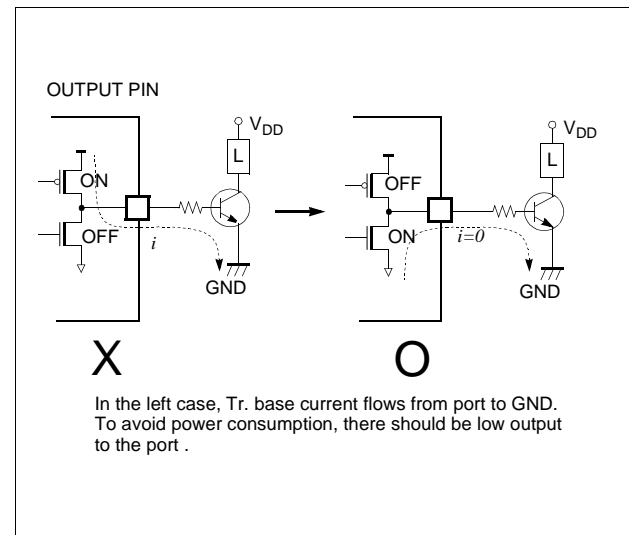 OUTPUT PIN
V_DD
L
ON
OFF
i
GND
X
V_DD
L
OFF
ON
i=0
GND
O
In the left case, Tr. base current flows from port to GND.
To avoid power consumption, there should be low output
to the port .